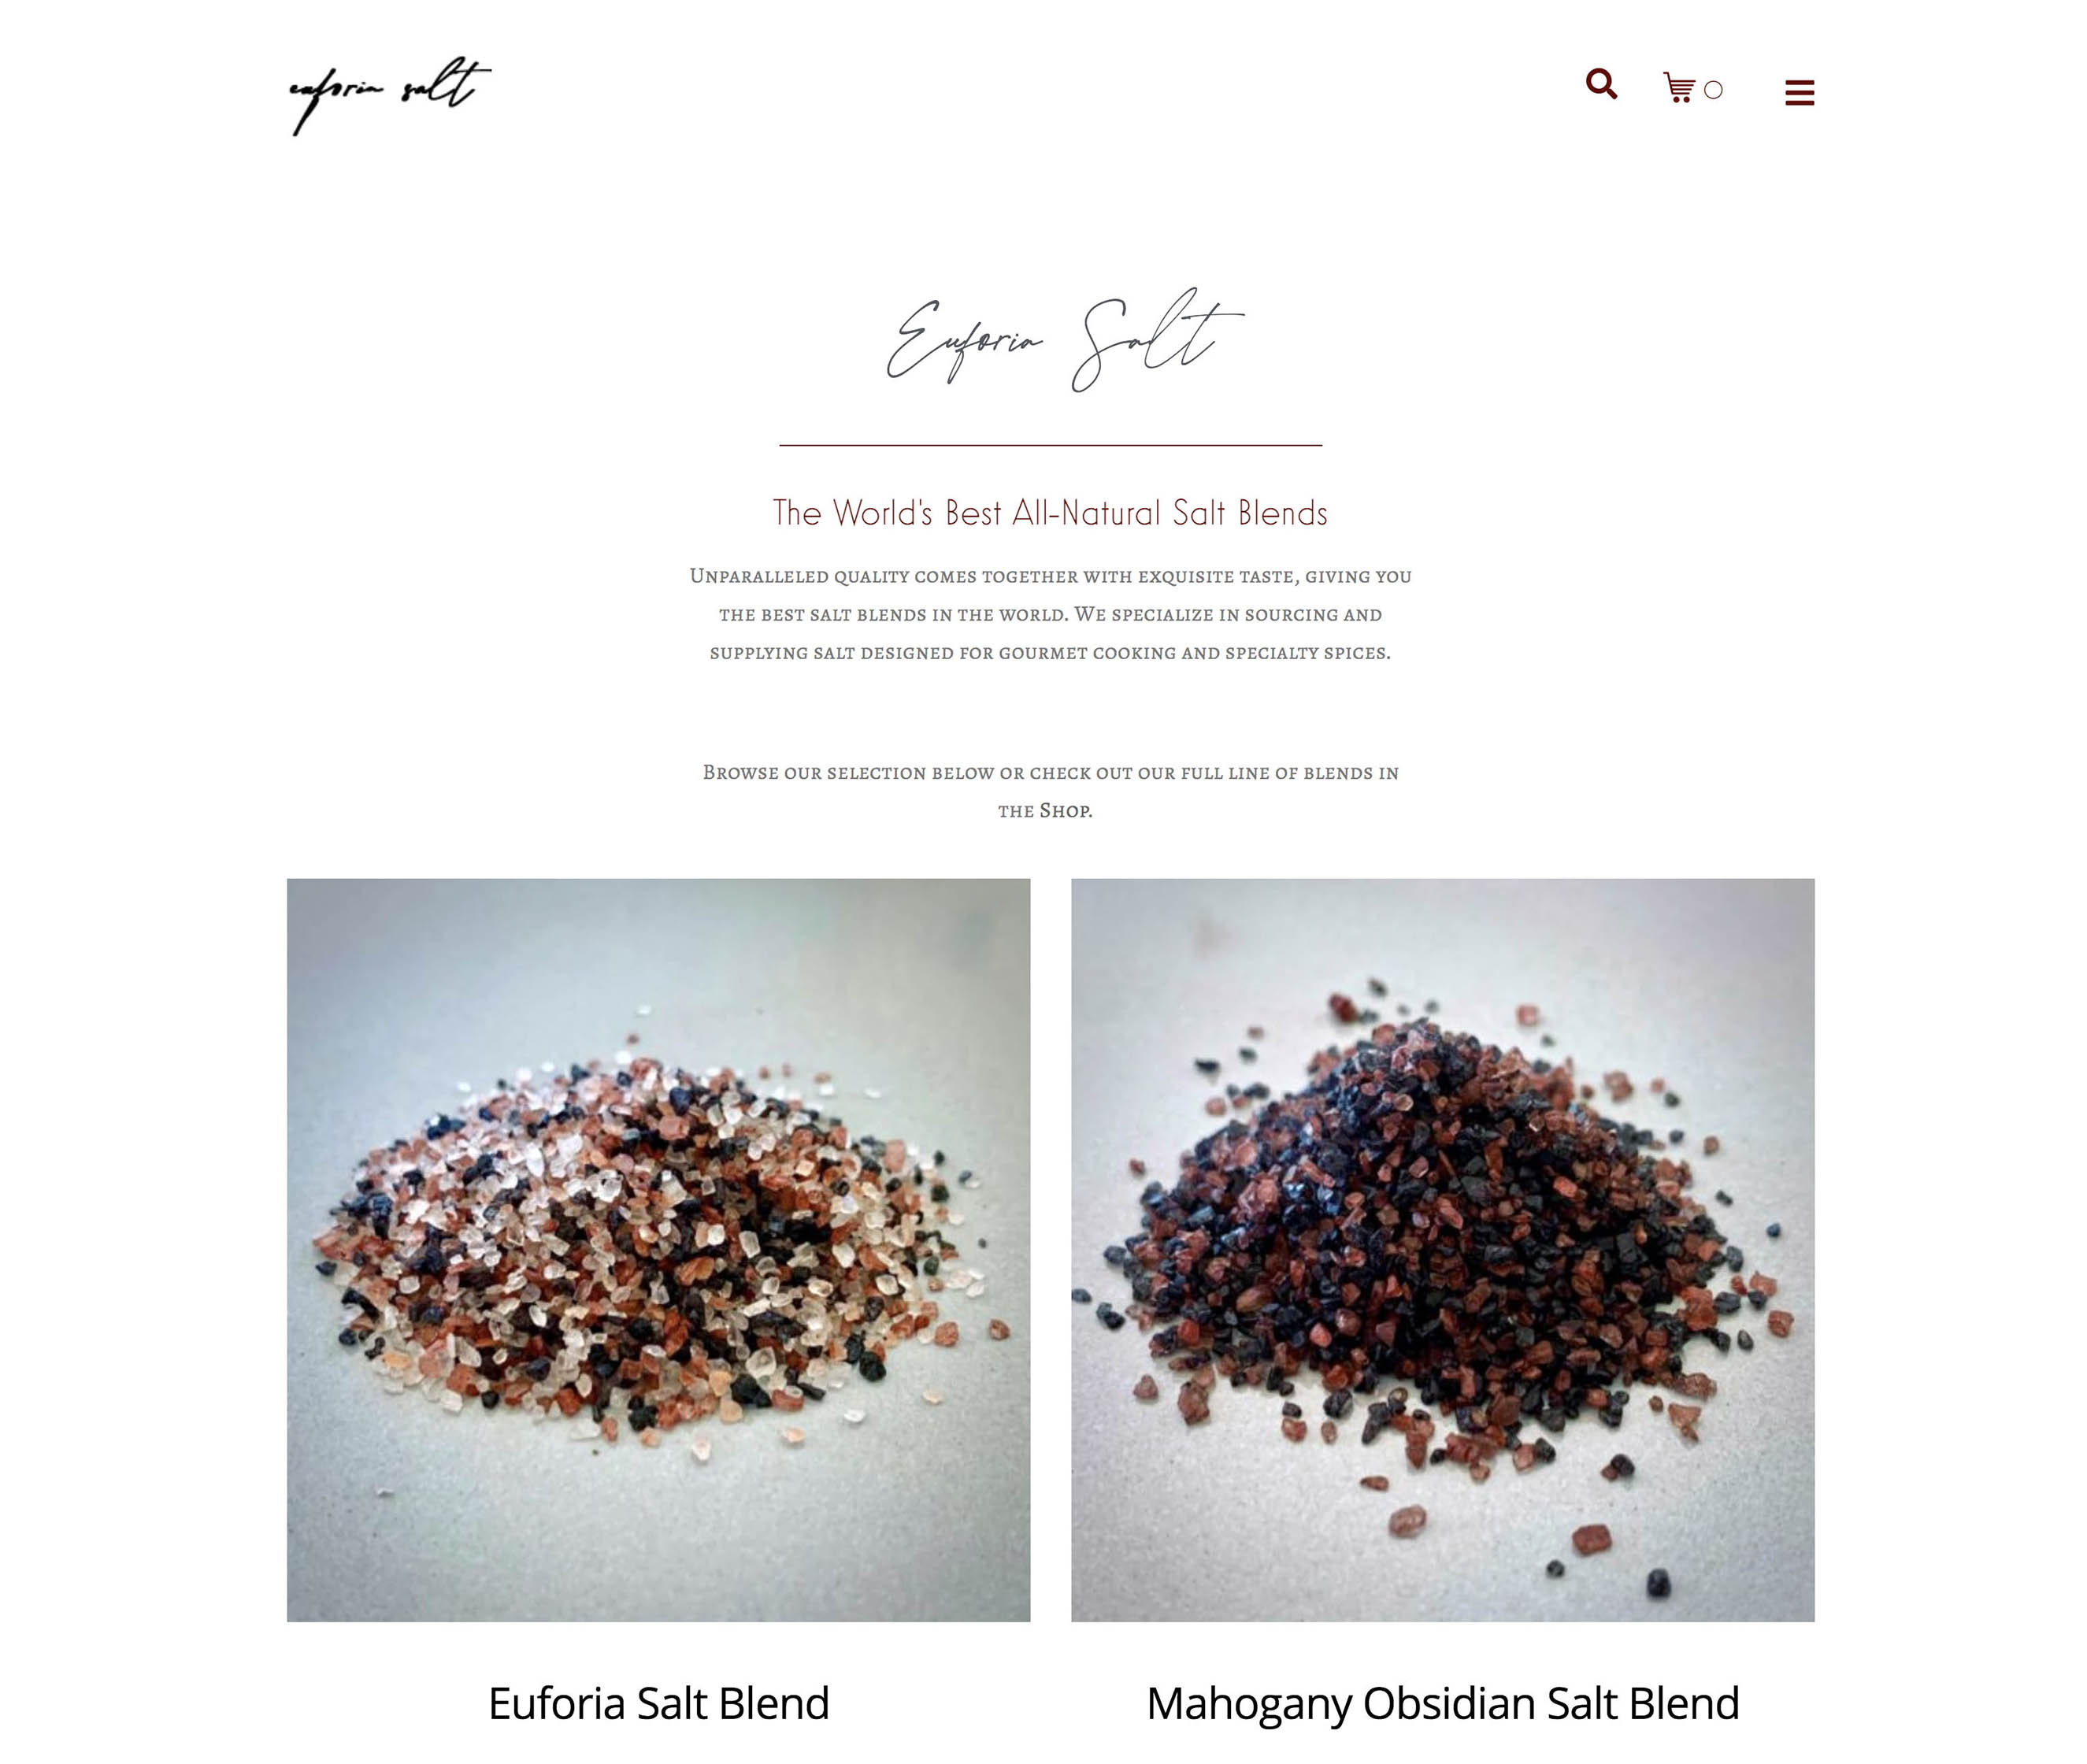 euforia salt
0
Euforia Salt
The World's Best All-Natural Salt Blends
Unparalleled quality comes together with exquisite taste, giving you
the best salt blends in the world. We specialize in sourcing and
supplying salt designed for gourmet cooking and specialty spices.
Browse our selection below or check out our full line of blends in
the Shop.
Euforia Salt Blend
Mahogany Obsidian Salt Blend